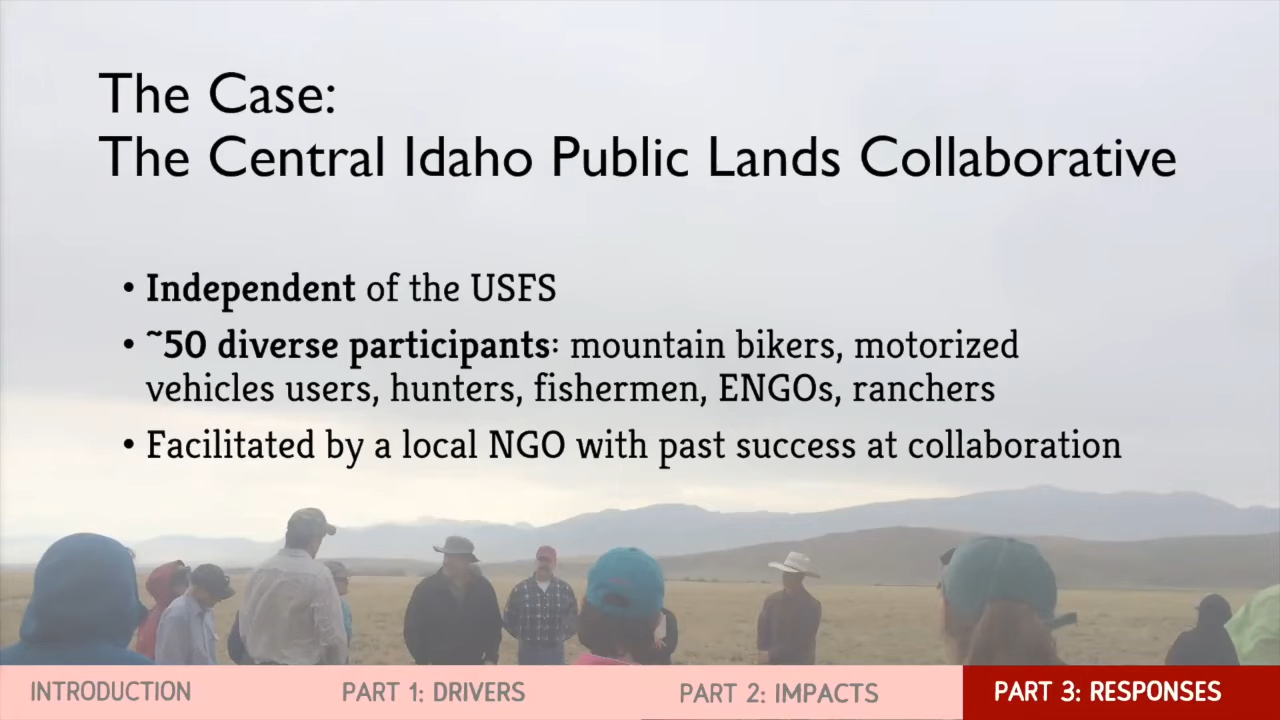 The Case:
The Central Idaho Public Lands Collaborative
• Independent of the USFS
• ~50 diverse participants: mountain bikers, motorized
vehicles users, hunters, fishermen, ENGOs, ranchers
• Facilitated by a local NGO with past success at collaboration
INTRODUCTION
PART 1: DRIVERS
PART 2: IMPACTS
PART 3: RESPONSES